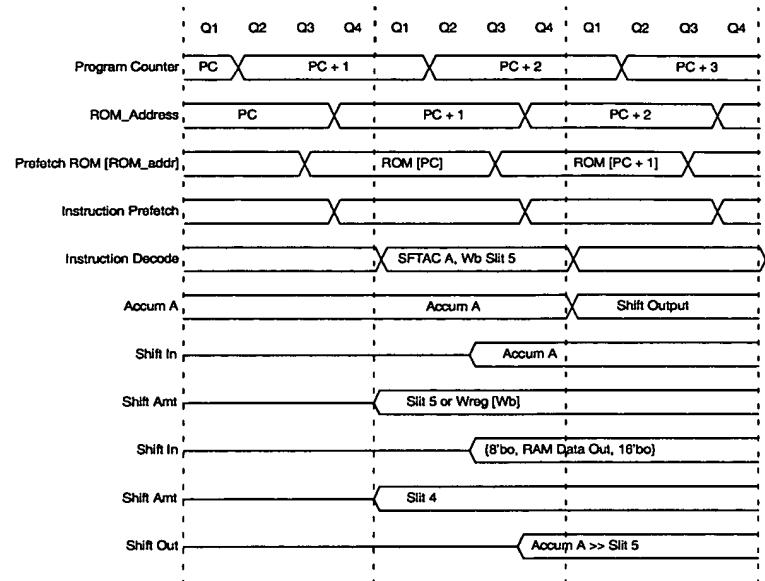 Q1 Q2 Q3 Q4 Q1 Q2 Q3 Q4 Q1 Q2 Q3 Q4
Program Counter PC PC + 1 PC + 2 PC + 3
ROM_Address PC PC + 1 PC + 2
Prefetch ROM [ROM_addr] ROM [PC] ROM [PC + 1]
Instruction Prefetch
Instruction Decode SFTAC A, Wb Slit 5
Accum A Accum A Shift Output
Shift In Accum A
Shift Amt Slit 5 or Wreg [Wb]
Shift In {8'bo, RAM Data Out, 16'bo}
Shift Amt Slit 4
Shift Out Accum A >> Slit 5